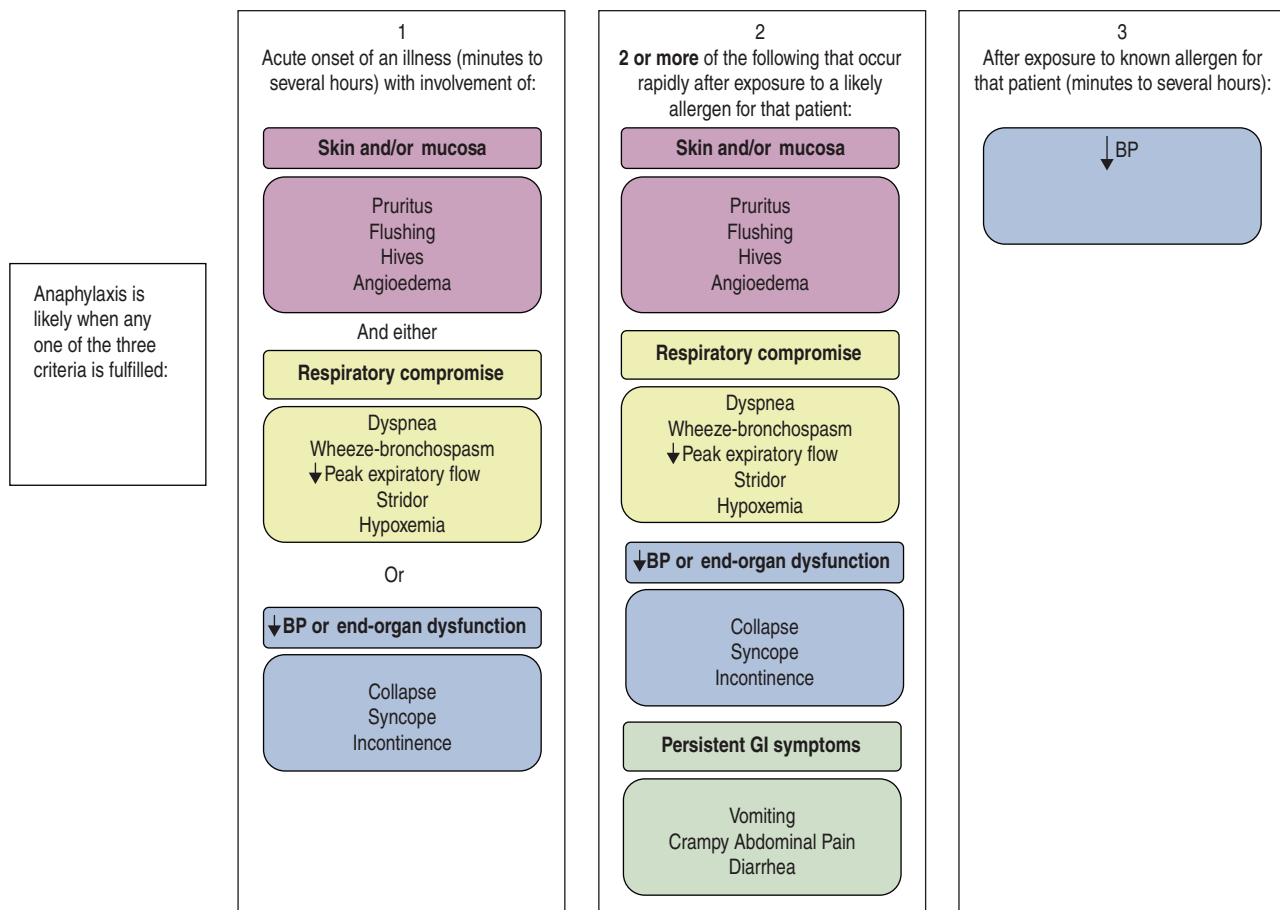 Anaphylaxis is
likely when any
one of the three
criteria is fulfilled:
1
Acute onset of an illness (minutes to
several hours) with involvement of:
Skin and/or mucosa
Pruritus
Flushing
Hives
Angioedema
And either
Respiratory compromise
Dyspnea
Wheeze-bronchospasm
↓Peak expiratory flow
Stridor
Hypoxemia
Or
↓BP or end-organ dysfunction
Collapse
Syncope
Incontinence
2
2 or more of the following that occur
rapidly after exposure to a likely
allergen for that patient:
Skin and/or mucosa
Pruritus
Flushing
Hives
Angioedema
Respiratory compromise
Dyspnea
Wheeze-bronchospasm
↓Peak expiratory flow
Stridor
Hypoxemia
↓BP or end-organ dysfunction
Collapse
Syncope
Incontinence
Persistent GI symptoms
Vomiting
Crampy Abdominal Pain
Diarrhea
3
After exposure to known allergen for
that patient (minutes to several hours):
↓BP